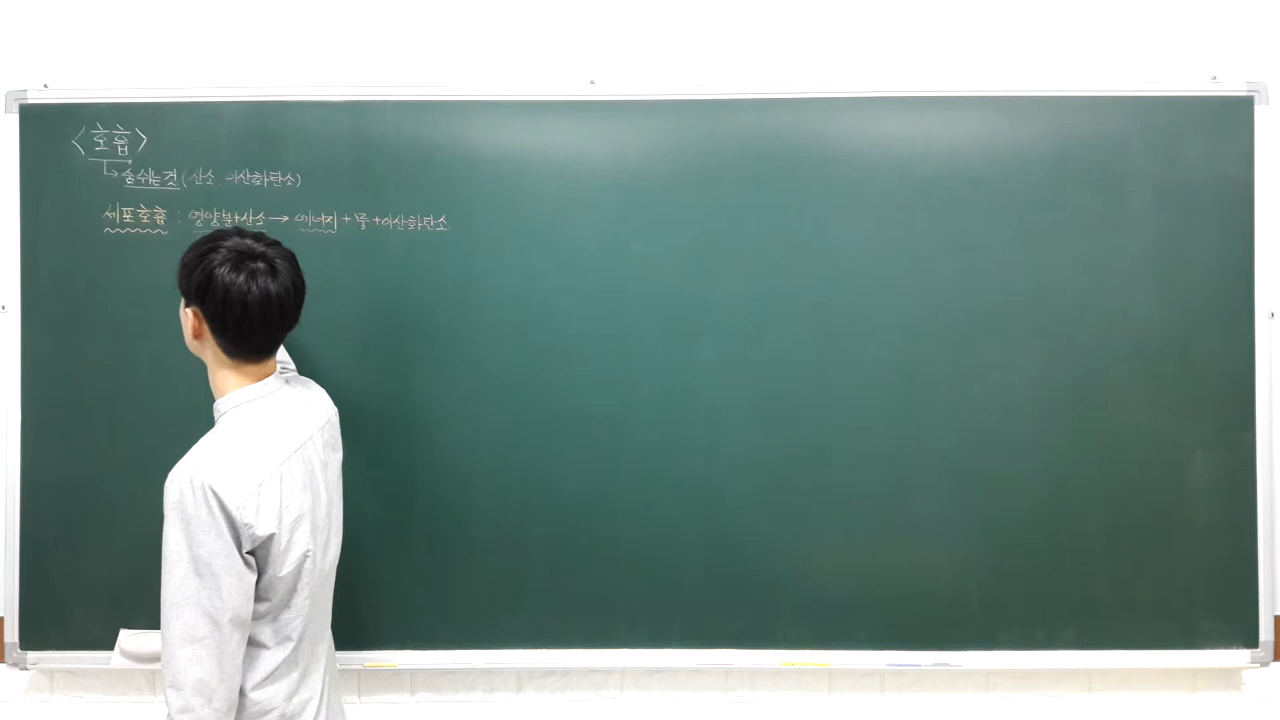 <호흡>
↳ 숨쉬는것 (산소, 이산화탄소)
세포호흡 : 영양분+산소 → 에너지 + 물 + 이산화탄소